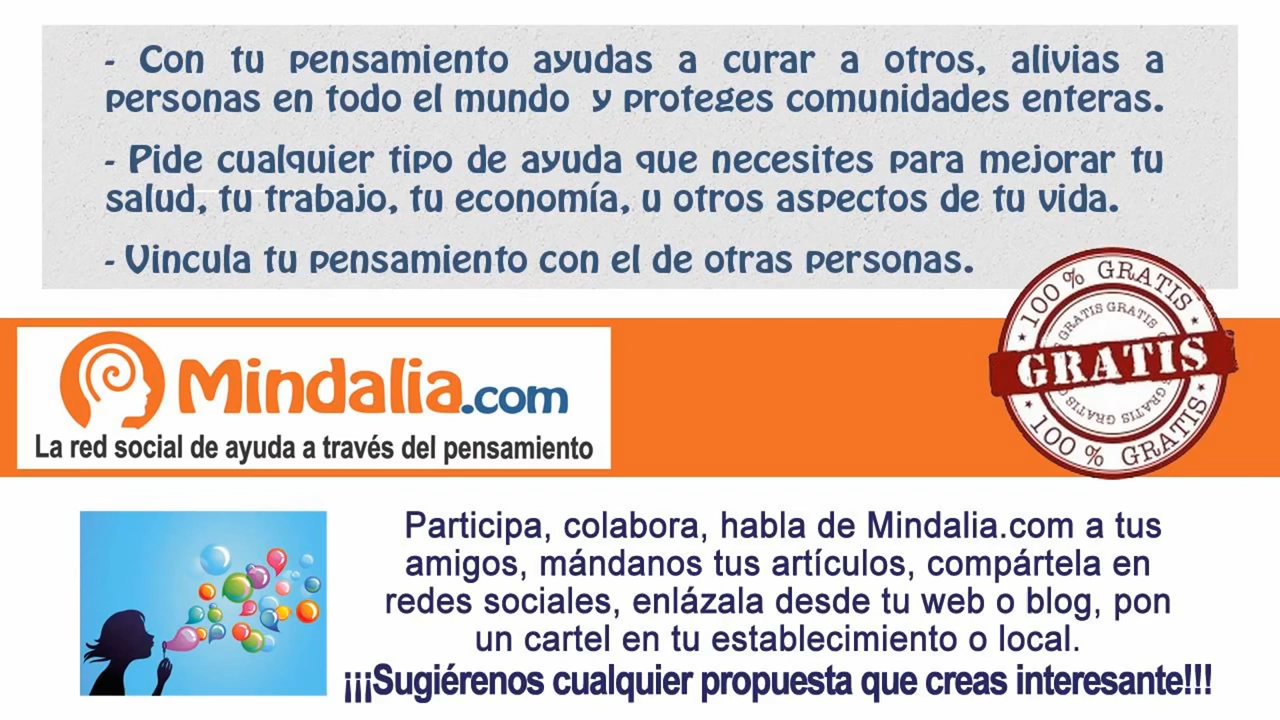 - Con tu pensamiento ayudas a curar a otros, alivias a
personas en todo el mundo y proteges comunidades enteras.
- Pide cualquier tipo de ayuda que necesites para mejorar tu
salud, tu trabajo, tu economía, u otros aspectos de tu vida.
- Vincula tu pensamiento con el de otras personas.
100 % GRATIS
GRATIS GRATIS
GRATIS
GRATIS GRATIS
100 % GRATIS
Mindalia.com
La red social de ayuda a través del pensamiento
Participa, colabora, habla de Mindalia.com a tus
amigos, mándanos tus artículos, compártela en
redes sociales, enlázala desde tu web o blog, pon
un cartel en tu establecimiento o local.
¡¡¡Sugiérenos cualquier propuesta que creas interesante!!!